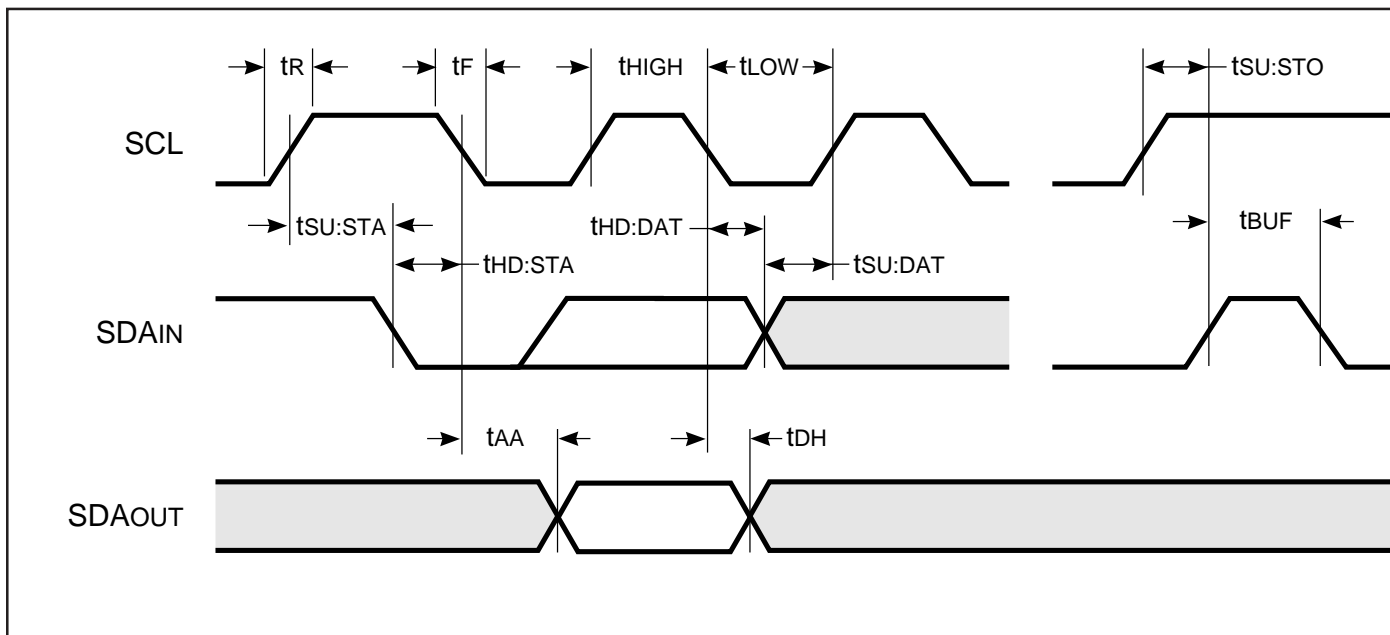 tR tF tHIGH tLOW tSU:STO
SCL
tSU:STA tHD:DAT tBUF
tHD:STA tSU:DAT
SDAIN
tAA tDH
SDAOUT